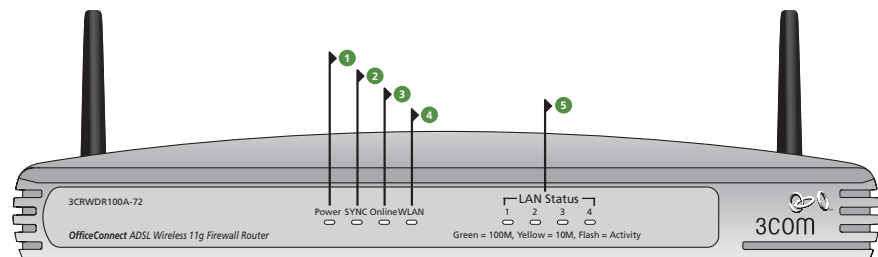 1
2
3
4
5
3CRWDR100A-72
Power SYNC Online WLAN
LAN Status
1 2 3 4
OfficeConnect ADSL Wireless 11g Firewall Router
Green = 100M, Yellow = 10M, Flash = Activity
3COM